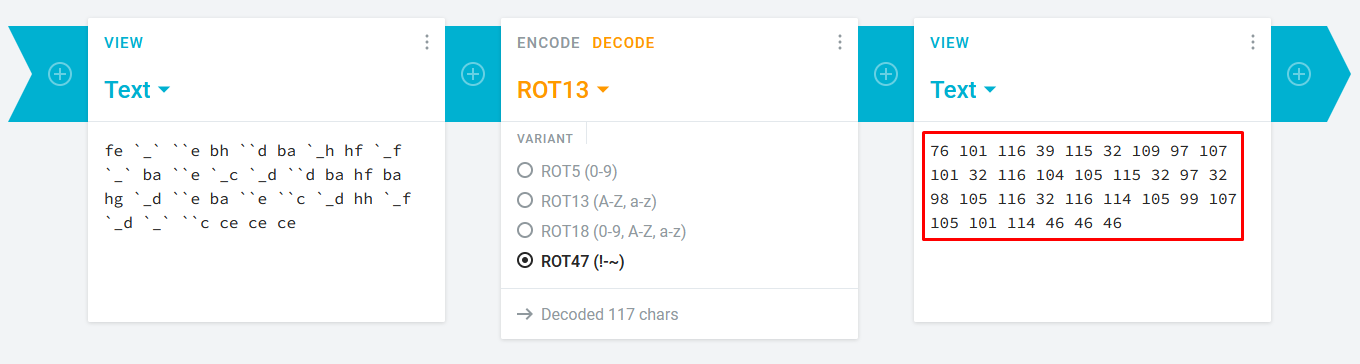 VIEW
Text
fe `_` ``e bh ``d ba `_h hf `_f
`_` ba ``e `_c `_d ``d ba hf ba
hg `_d ``e ba ``e ``c `_d hh `_f
`_d `_` ``c ce ce ce
ENCODE DECODE
ROT13
VARIANT
ROT5 (0-9)
ROT13 (A-Z, a-z)
ROT18 (0-9, A-Z, a-z)
ROT47 (!-~)
→ Decoded 117 chars
VIEW
Text
76 101 116 39 115 32 109 97 107
101 32 116 104 105 115 32 97 32
98 105 116 32 116 114 105 99 107
105 101 114 46 46 46